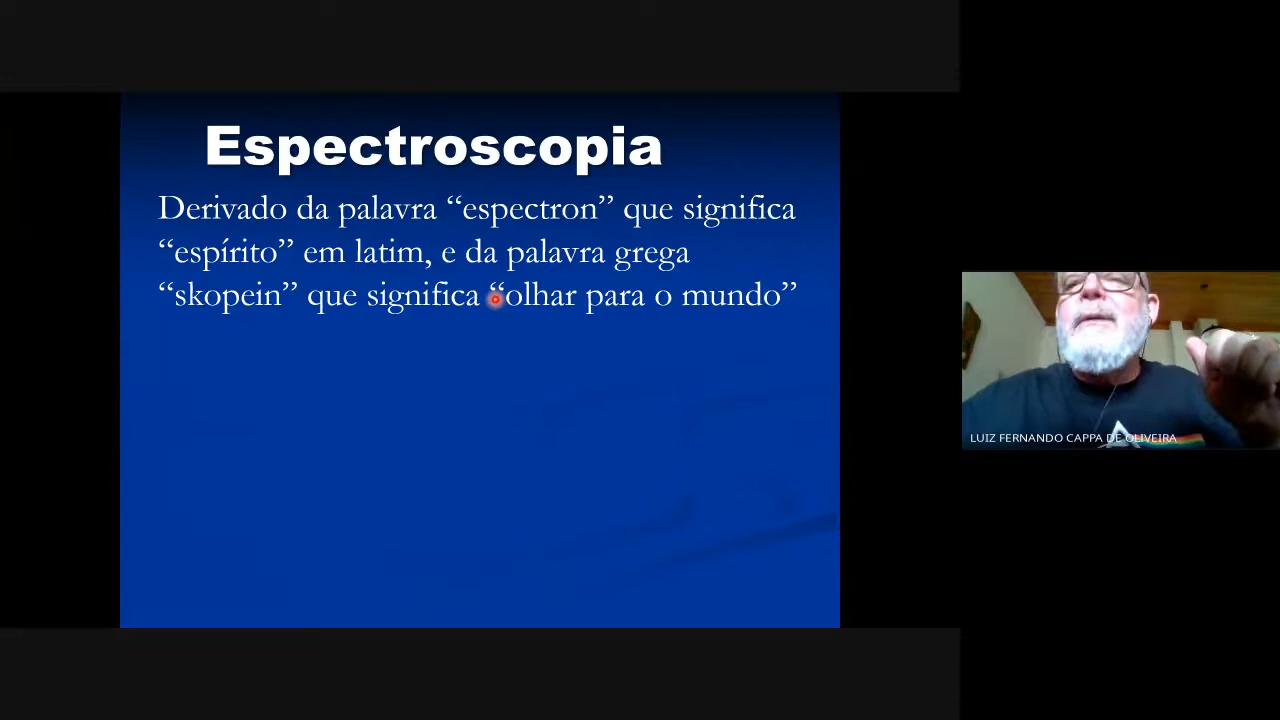 Espectroscopia
Derivado da palavra “espectron” que significa
“espírito” em latim, e da palavra grega
“skopein” que significa “olhar para o mundo”
LUIZ FERNANDO CAPPA DE OLIVEIRA